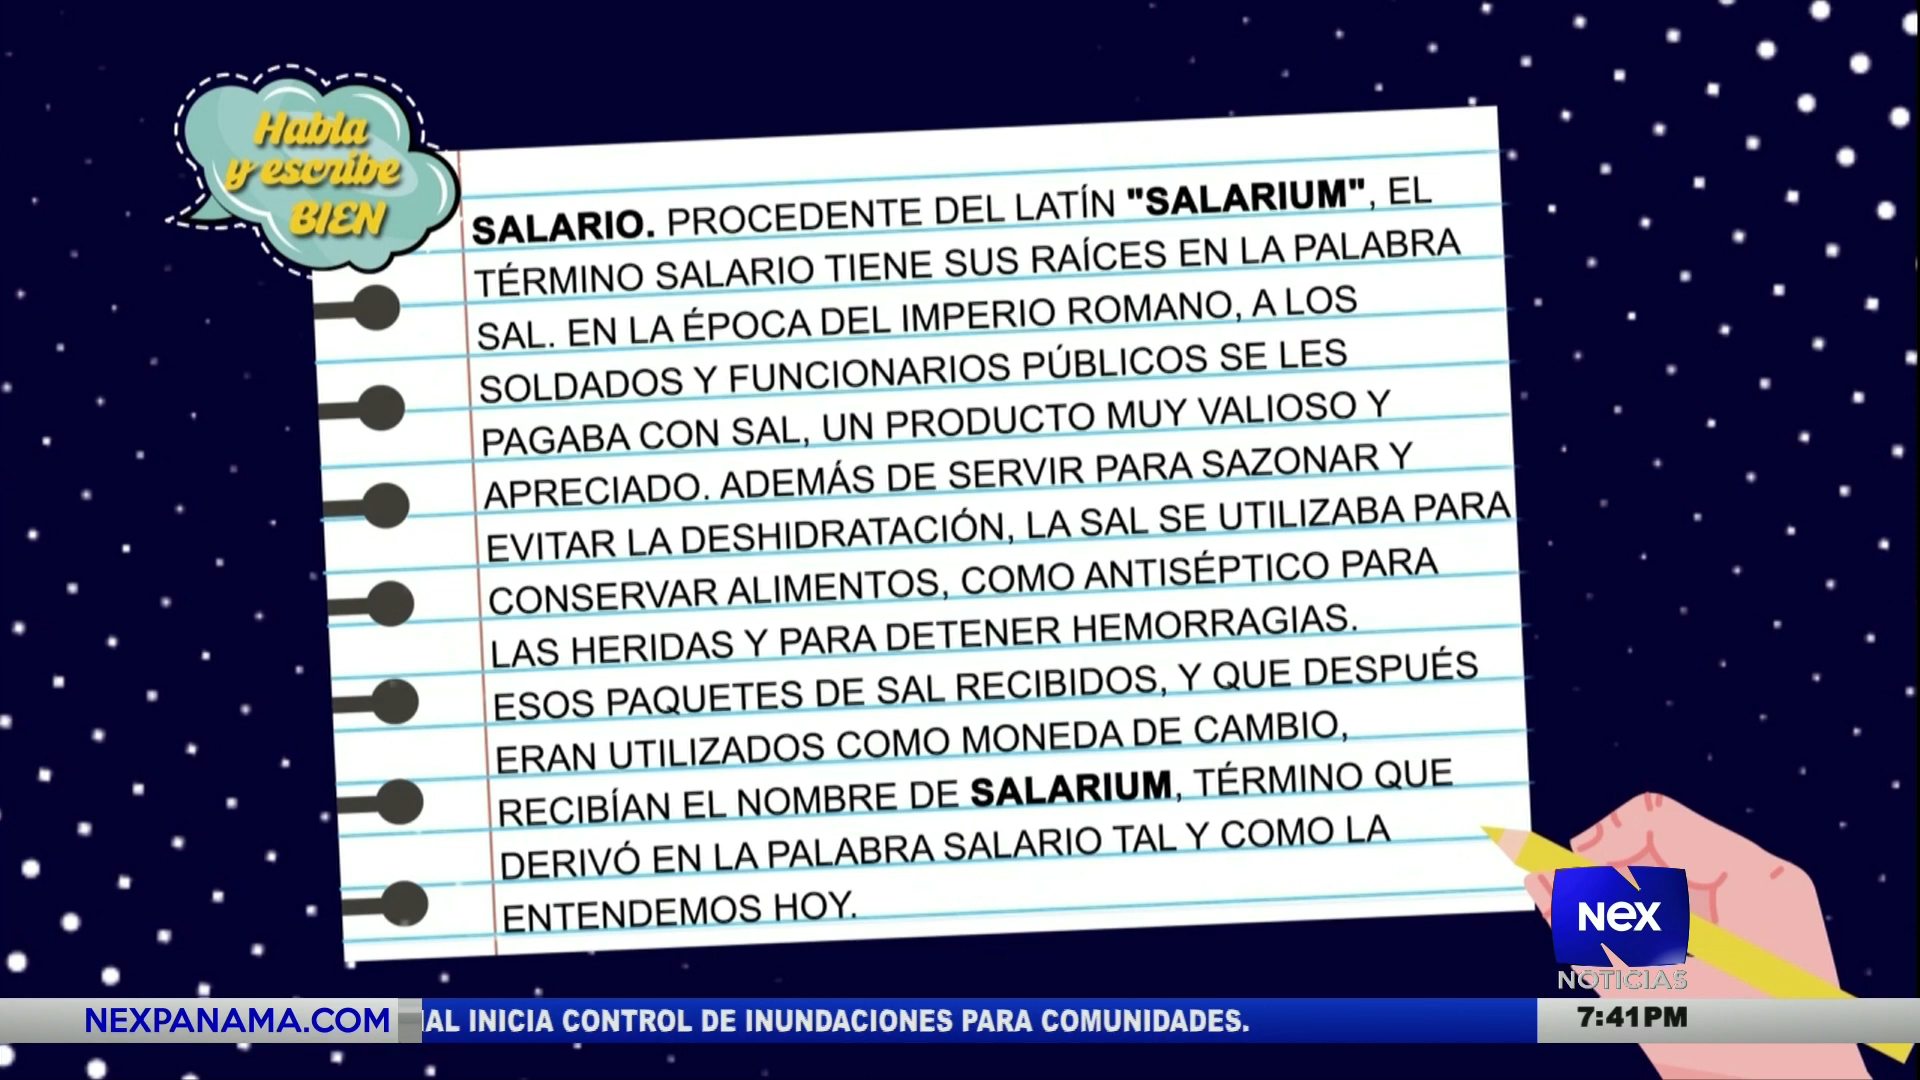 Habla
y escribe
BIEN
SALARIO. PROCEDENTE DEL LATÍN "SALARIUM", EL
TÉRMINO SALARIO TIENE SUS RAÍCES EN LA PALABRA
SAL. EN LA ÉPOCA DEL IMPERIO ROMANO, A LOS
SOLDADOS Y FUNCIONARIOS PÚBLICOS SE LES
PAGABA CON SAL, UN PRODUCTO MUY VALIOSO Y
APRECIADO. ADEMÁS DE SERVIR PARA SAZONAR Y
EVITAR LA DESHIDRATACIÓN, LA SAL SE UTILIZABA PARA
CONSERVAR ALIMENTOS, COMO ANTISÉPTICO PARA
LAS HERIDAS Y PARA DETENER HEMORRAGIAS.
ESOS PAQUETES DE SAL RECIBIDOS, Y QUE DESPUÉS
ERAN UTILIZADOS COMO MONEDA DE CAMBIO,
RECIBÍAN EL NOMBRE DE SALARIUM, TÉRMINO QUE
DERIVÓ EN LA PALABRA SALARIO TAL Y COMO LA
ENTENDEMOS HOY.
Nex
NOTICIAS
NEXPANAMA.COM
INICIA CONTROL DE INUNDACIONES PARA COMUNIDADES.
7:41PM